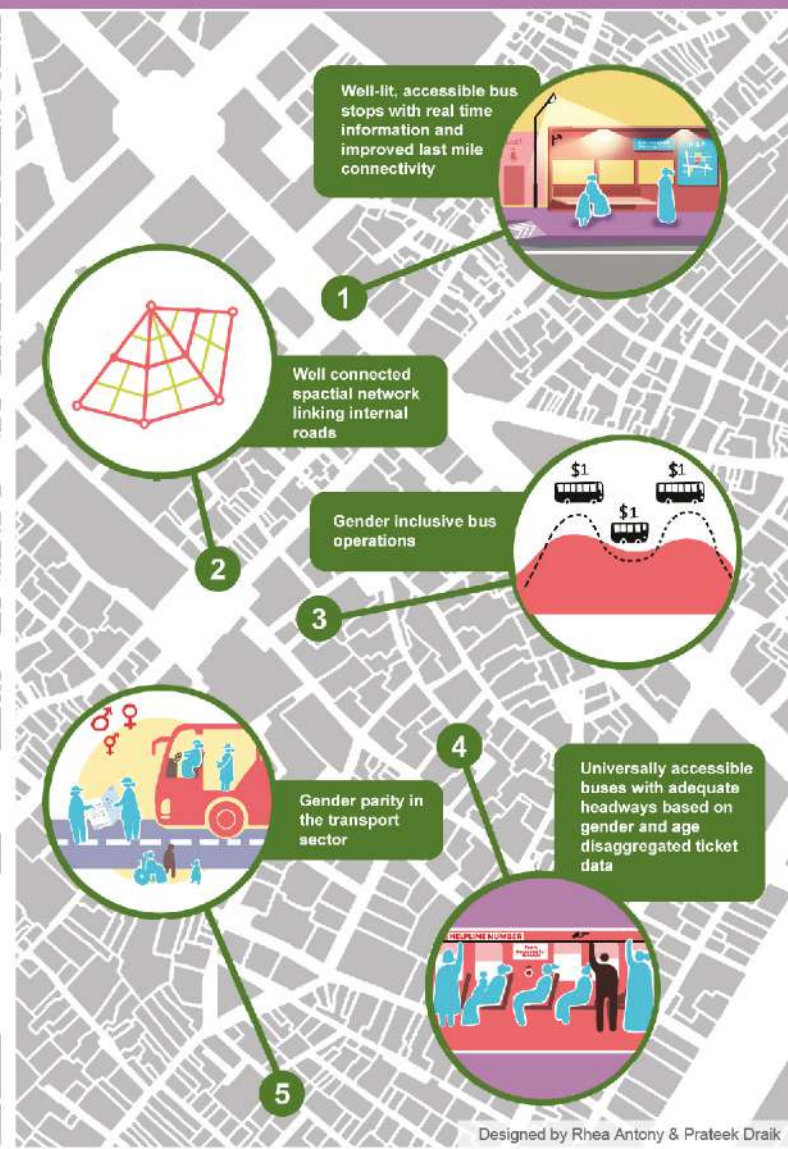 Well-lit, accessible bus
stops with real time
information and
improved last mile
connectivity
1
Well connected
spactial network
linking internal
roads
2
$1
$1
$1
Gender inclusive bus
operations
3
4
Universally accessible
buses with adequate
headways based on
gender and age
disaggregated ticket
data
HELPLINE NUMBER
Gender parity in
the transport
sector
5
Designed by Rhea Antony & Prateek Draik